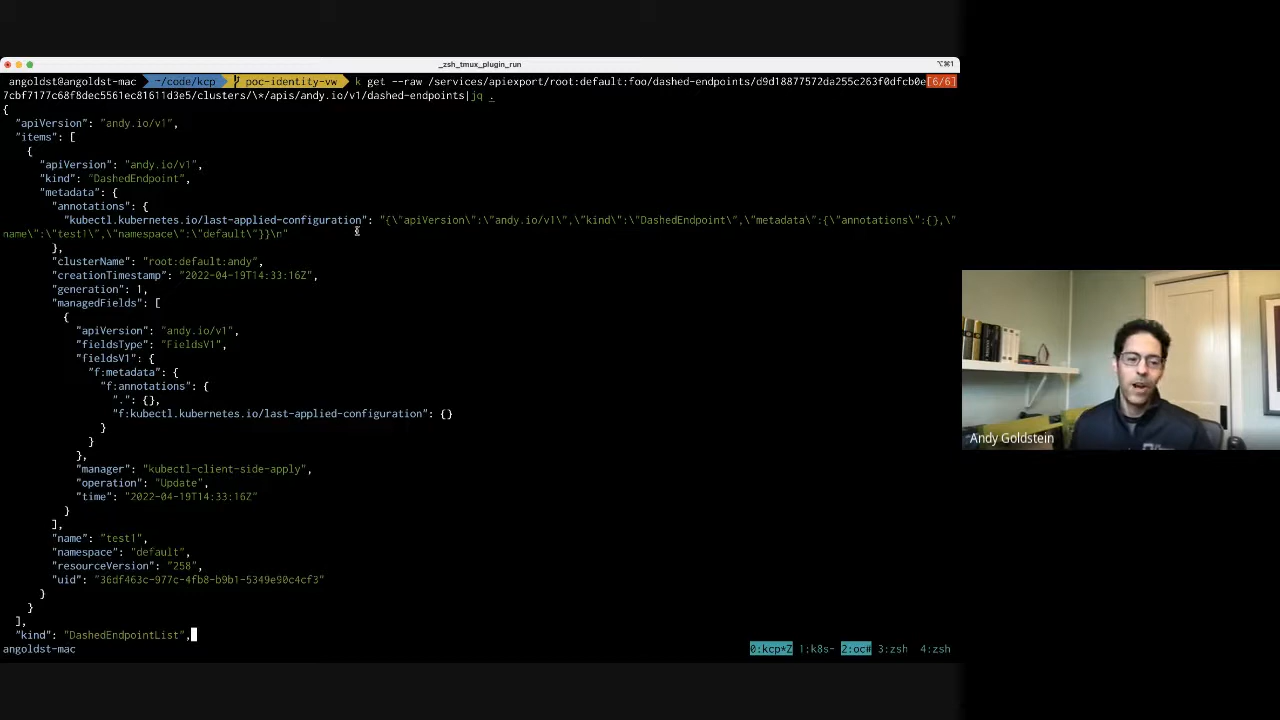 _zsh_tmux_plugin_run
⌥⌘1
angoldst@angoldst-mac ~/code/kcp poc-identity-vw k get --raw /services/apiexport/root:default:foo/dashed-endpoints/d9d18877572da255c263f0dfcb0e[6/6]
7cbf7177c68f8dec5561ec81611d3e5/clusters/\*/apis/andy.io/v1/dashed-endpoints|jq .
{
"apiVersion": "andy.io/v1",
"items": [
{
"apiVersion": "andy.io/v1",
"kind": "DashedEndpoint",
"metadata": {
"annotations": {
"kubectl.kubernetes.io/last-applied-configuration": "{\"apiVersion\":\"andy.io/v1\",\"kind\":\"DashedEndpoint\",\"metadata\":{\"annotations\":{},\"
name\":\"test1\",\"namespace\":\"default\"}}\n"
},
"clusterName": "root:default:andy",
"creationTimestamp": "2022-04-19T14:33:16Z",
"generation": 1,
"managedFields": [
{
"apiVersion": "andy.io/v1",
"fieldsType": "FieldsV1",
"fieldsV1": {
"f:metadata": {
"f:annotations": {
".": {},
"f:kubectl.kubernetes.io/last-applied-configuration": {}
}
}
},
"manager": "kubectl-client-side-apply",
"operation": "Update",
"time": "2022-04-19T14:33:16Z"
}
],
"name": "test1",
"namespace": "default",
"resourceVersion": "258",
"uid": "36df463c-977c-4fb8-b9b1-5349e90c4cf3"
}
}
],
"kind": "DashedEndpointList",
angoldst-mac 0:kcp*Z 1:k8s- 2:oc# 3:zsh 4:zsh
Andy Goldstein